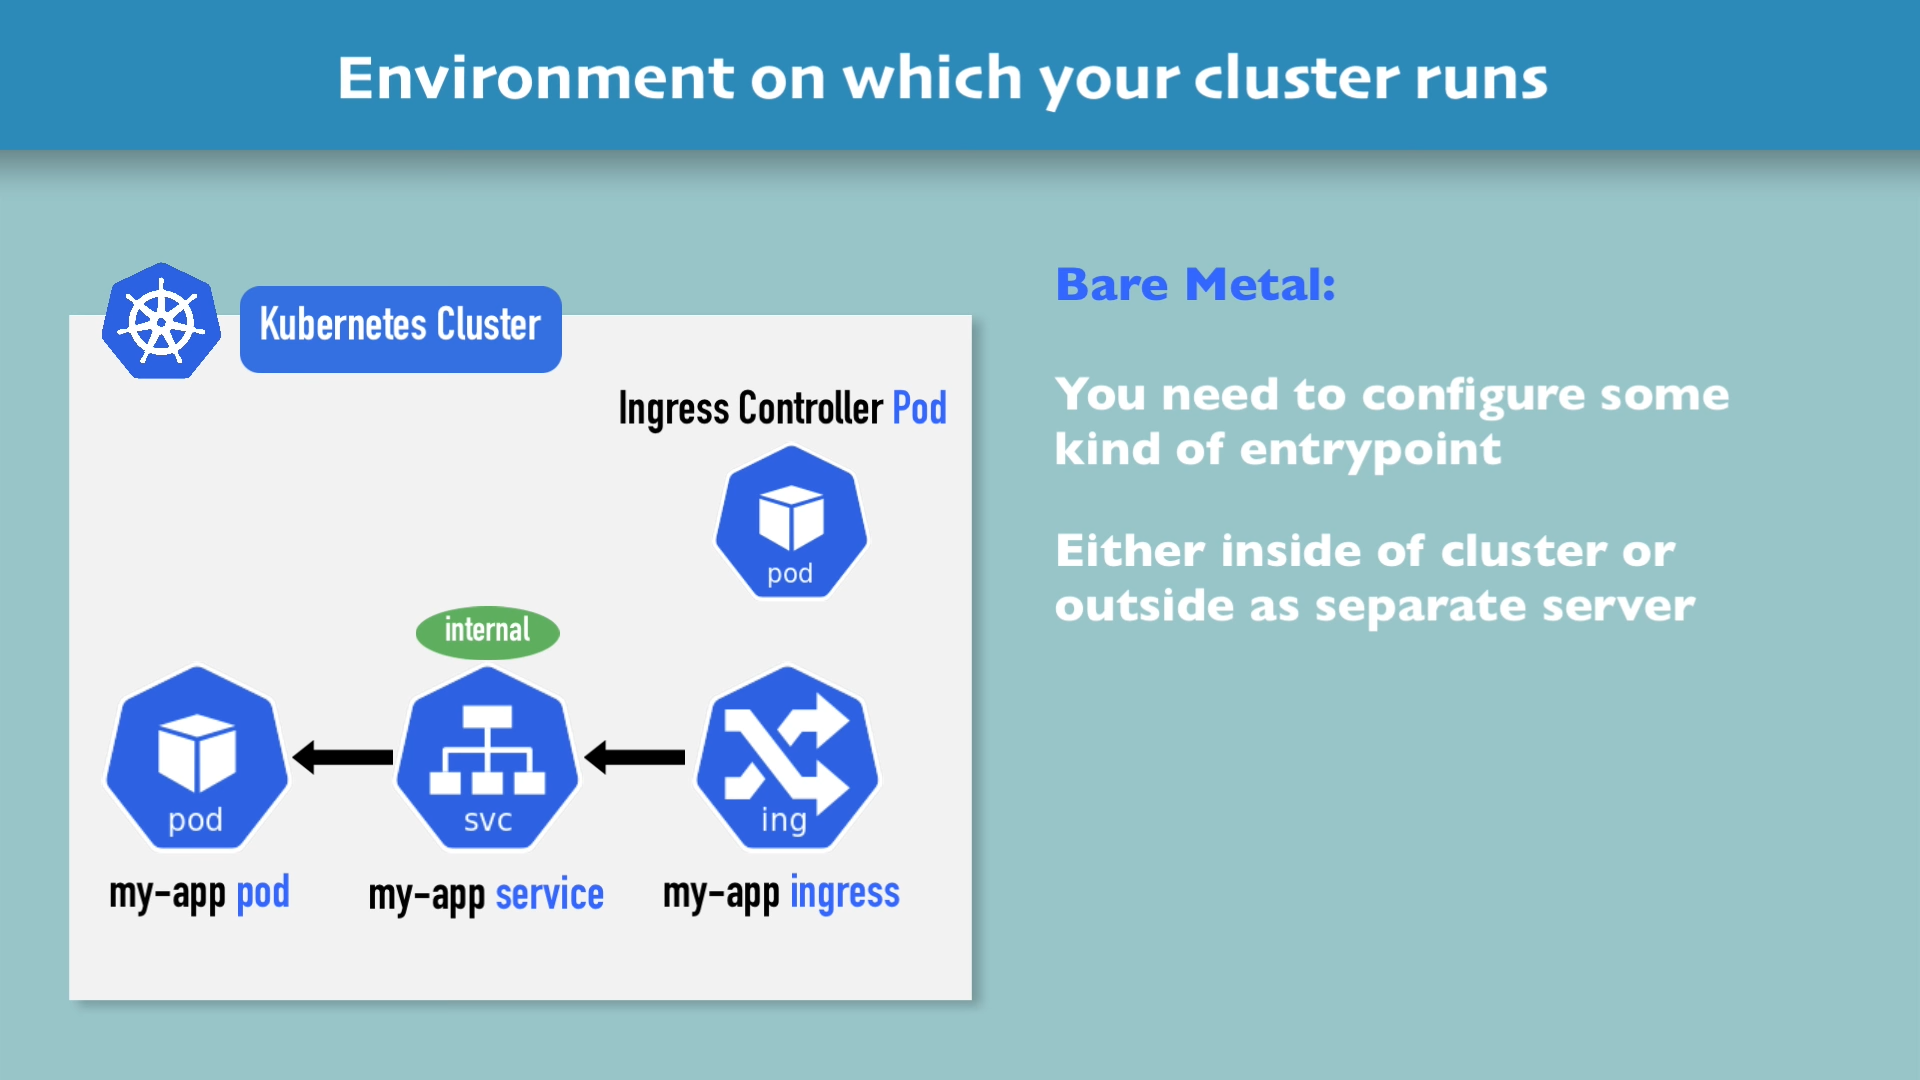 Environment on which your cluster runs
Kubernetes Cluster
Ingress Controller Pod
pod
internal
pod
svc
ing
my-app pod
my-app service
my-app ingress
Bare Metal:
You need to configure some
kind of entrypoint
Either inside of cluster or
outside as separate server